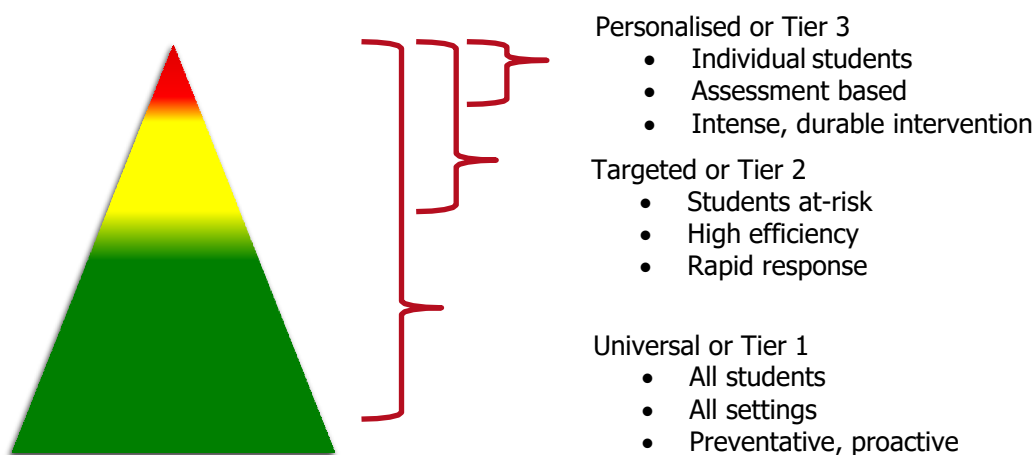 Personalised or Tier 3
• Individual students
• Assessment based
• Intense, durable intervention
Targeted or Tier 2
• Students at-risk
• High efficiency
• Rapid response
Universal or Tier 1
• All students
• All settings
• Preventative, proactive